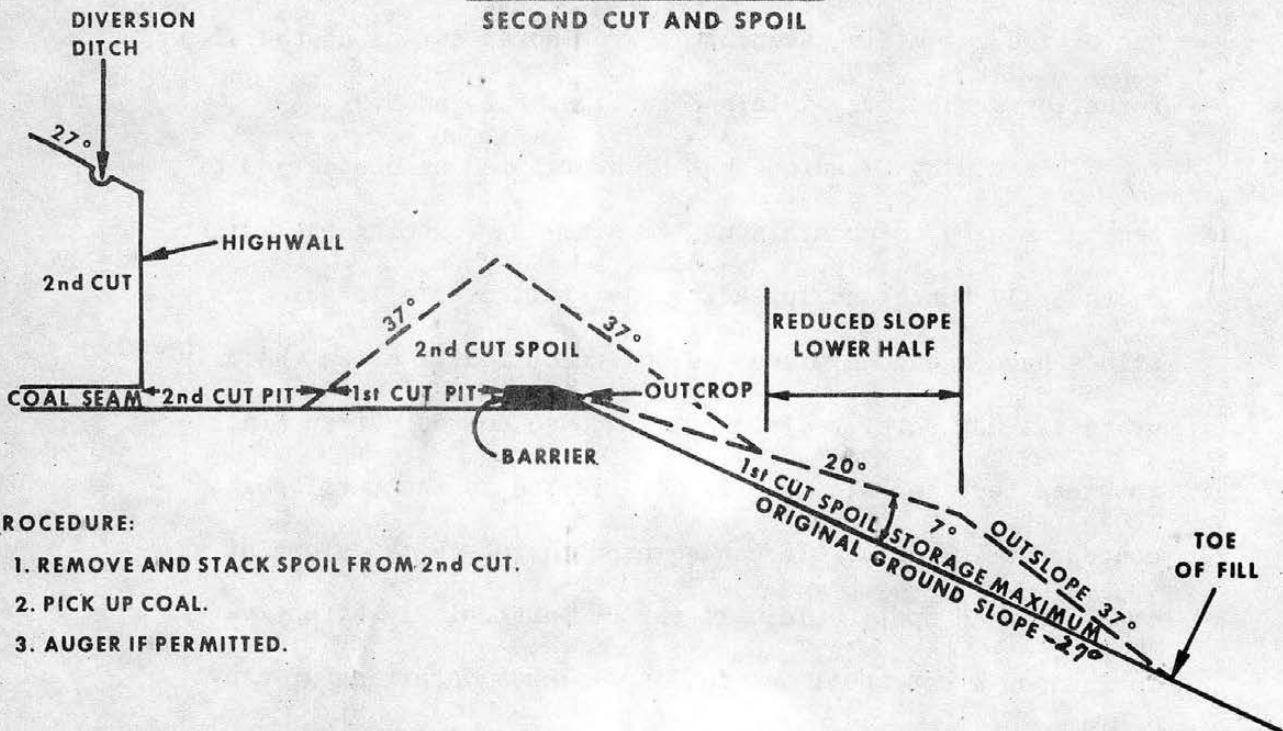 SECOND CUT AND SPOIL
DIVERSION
DITCH
27°
HIGHWALL
2nd CUT
37°
37°
2nd CUT SPOIL
REDUCED SLOPE
LOWER HALF
COAL SEAM
2nd CUT PIT
1st CUT PIT
OUTCROP
BARRIER
20°
7°
1st CUT SPOIL STORAGE MAXIMUM
ORIGINAL GROUND SLOPE -27°
OUTSLOPE 37°
TOE
OF FILL
ROCEDURE:
1. REMOVE AND STACK SPOIL FROM 2nd CUT.
2. PICK UP COAL.
3. AUGER IF PERMITTED.